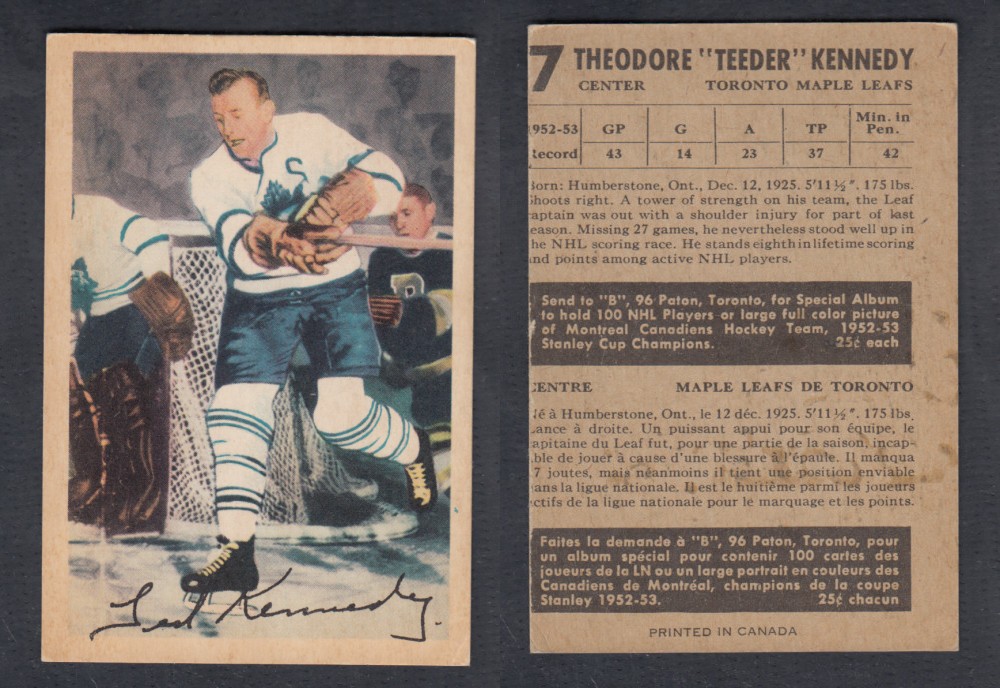 C
Ted Kennedy.
7 THEODORE "TEEDER" KENNEDY
CENTER TORONTO MAPLE LEAFS
1952-53 GP G A TP Min. in Pen.
Record 43 14 23 37 42
Born: Humberstone, Ont., Dec. 12, 1925. 5'11½". 175 lbs.
Shoots right. A tower of strength on his team, the Leaf
captain was out with a shoulder injury for part of last
season. Missing 27 games, he nevertheless stood well up in
the NHL scoring race. He stands eighth in lifetime scoring
and points among active NHL players.
Send to "B", 96 Paton, Toronto, for Special Album
to hold 100 NHL Players or large full color picture
of Montreal Canadiens Hockey Team, 1952-53
Stanley Cup Champions. 25¢ each
CENTRE MAPLE LEAFS DE TORONTO
Né à Humberstone, Ont., le 12 déc. 1925. 5'11½". 175 lbs.
Lance à droite. Un puissant appui pour son équipe, le
capitaine du Leaf fut, pour une partie de la saison, incap-
able de jouer à cause d'une blessure à l'épaule. Il manqua
7 joutes, mais néanmoins il tient une position enviable
dans la ligue nationale. Il est le huitième parmi les joueurs
actifs de la ligue nationale pour le marquage et les points.
Faites la demande à "B", 96 Paton, Toronto, pour
un album spécial pour contenir 100 cartes des
joueurs de la LN ou un large portrait en couleurs des
Canadiens de Montréal, champions de la coupe
Stanley 1952-53. 25¢ chacun
PRINTED IN CANADA